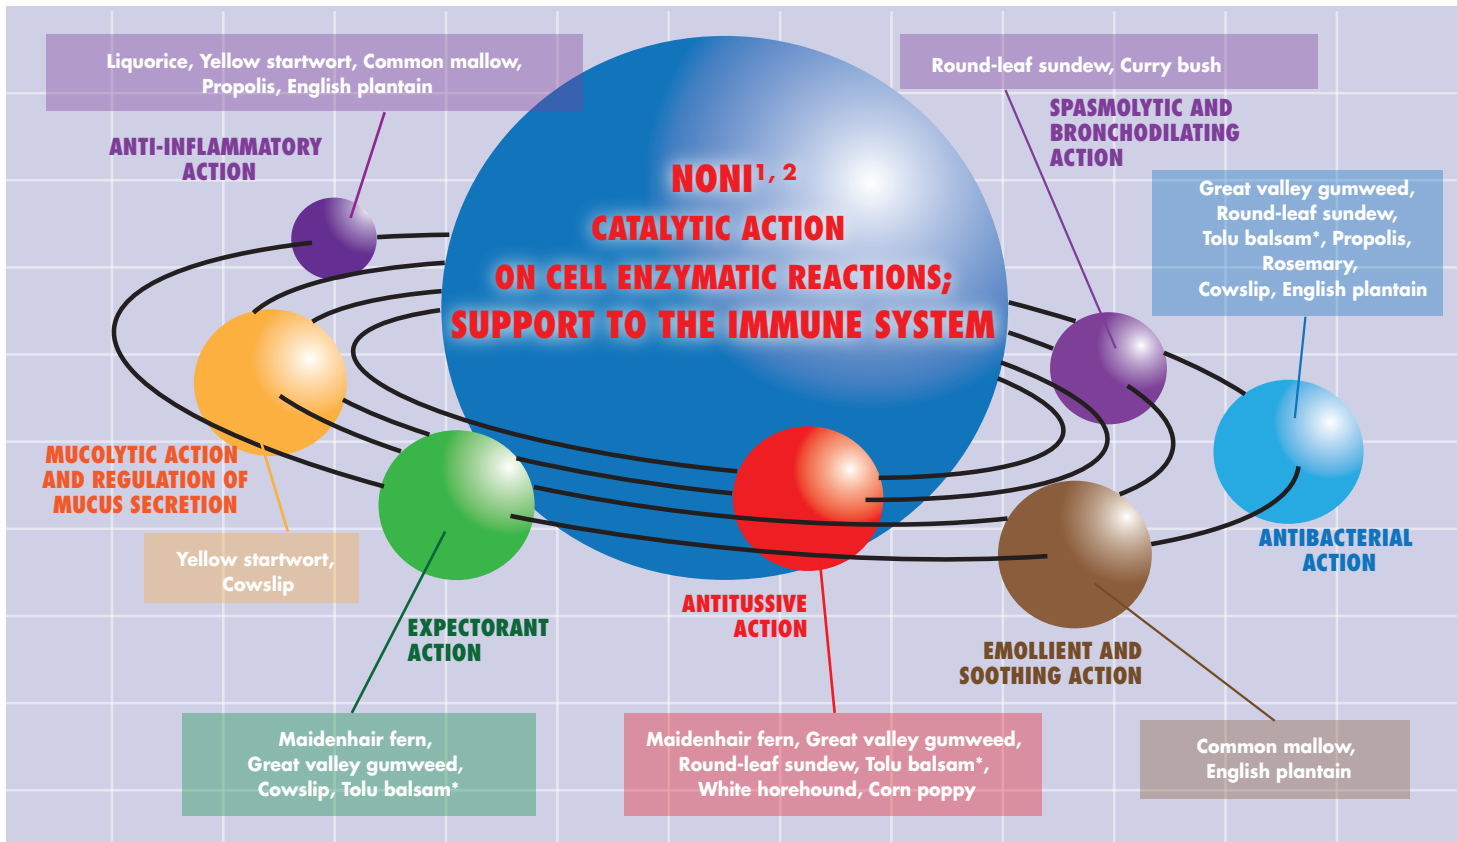 Liquorice, Yellow startwort, Common mallow,
Propolis, English plantain
ANTI-INFLAMMATORY
ACTION
Round-leaf sundew, Curry bush
SPASMOLYTIC AND
BRONCHODILATING
ACTION
NONI1, 2
CATALYTIC ACTION
ON CELL ENZYMATIC REACTIONS;
SUPPORT TO THE IMMUNE SYSTEM
Great valley gumweed,
Round-leaf sundew,
Tolu balsam*, Propolis,
Rosemary,
Cowslip, English plantain
MUCOLYTIC ACTION
AND REGULATION OF
MUCUS SECRETION
Yellow startwort,
Cowslip
ANTIBACTERIAL
ACTION
EXPECTORANT
ACTION
ANTITUSSIVE
ACTION
EMOLLIENT AND
SOOTHING ACTION
Maidenhair fern,
Great valley gumweed,
Cowslip, Tolu balsam*
Maidenhair fern, Great valley gumweed,
Round-leaf sundew, Tolu balsam*,
White horehound, Corn poppy
Common mallow,
English plantain